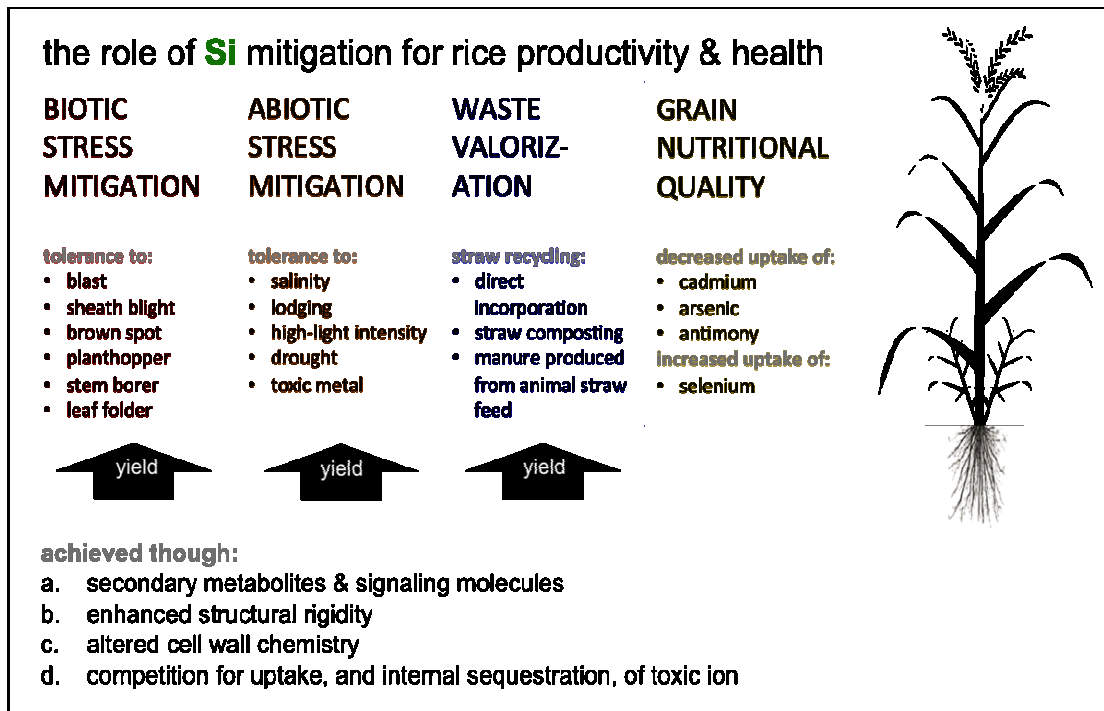 the role of Si mitigation for rice productivity & health
BIOTIC
STRESS
MITIGATION
tolerance to:
• blast
• sheath blight
• brown spot
• planthopper
• stem borer
• leaf folder
yield
ABIOTIC
STRESS
MITIGATION
tolerance to:
• salinity
• lodging
• high-light intensity
• drought
• toxic metal
yield
WASTE
VALORIZ-
ATION
straw recycling:
• direct
incorporation
• straw composting
• manure produced
from animal straw
feed
yield
GRAIN
NUTRITIONAL
QUALITY
decreased uptake of:
• cadmium
• arsenic
• antimony
increased uptake of:
• selenium
achieved though:
a. secondary metabolites & signaling molecules
b. enhanced structural rigidity
c. altered cell wall chemistry
d. competition for uptake, and internal sequestration, of toxic ion